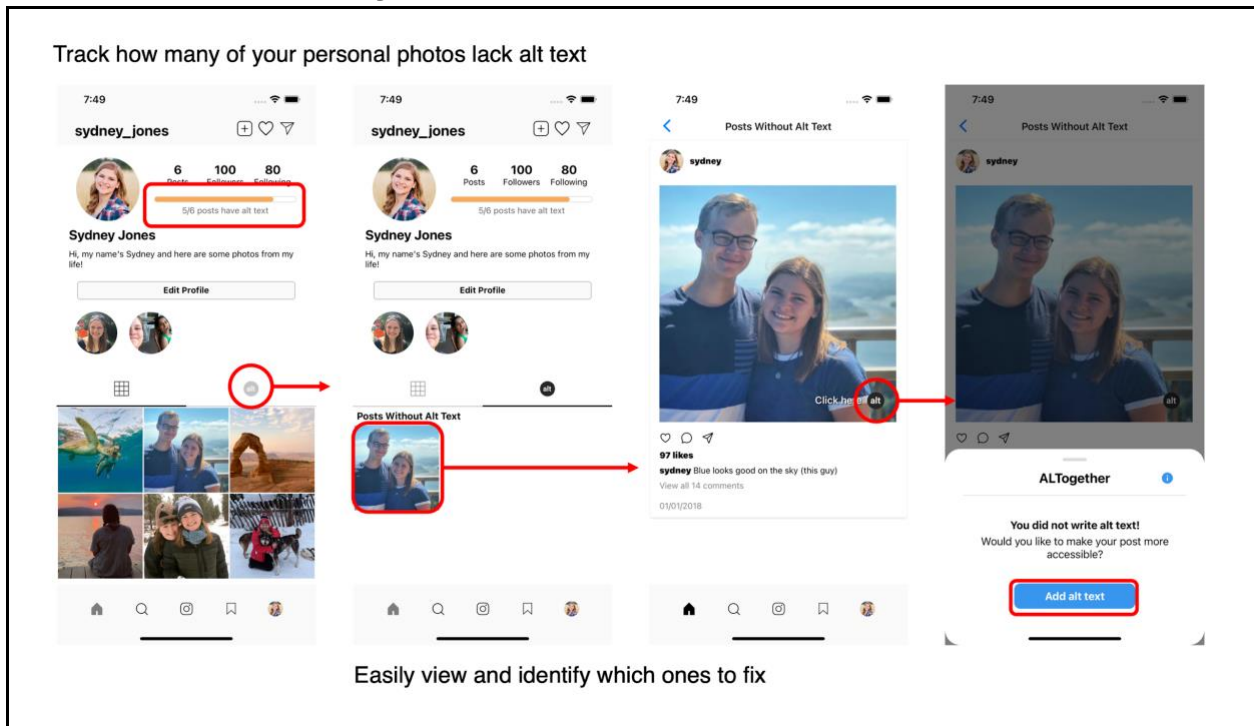 Track how many of your personal photos lack alt text
7:49
sydney_jones
6 100 80
Posts Followers Following
5/6 posts have alt text
Sydney Jones
Hi, my name's Sydney and here are some photos from my
life!
Edit Profile
alt
7:49
sydney_jones
6 100 80
Posts Followers Following
5/6 posts have alt text
Sydney Jones
Hi, my name's Sydney and here are some photos from my
life!
Edit Profile
alt
Posts Without Alt Text
7:49
Posts Without Alt Text
sydney
Click here alt
97 likes
sydney Blue looks good on the sky (this guy)
View all 14 comments
01/01/2018
7:49
Posts Without Alt Text
sydney
alt
ALTogether
You did not write alt text!
Would you like to make your post more
accessible?
Add alt text
Easily view and identify which ones to fix